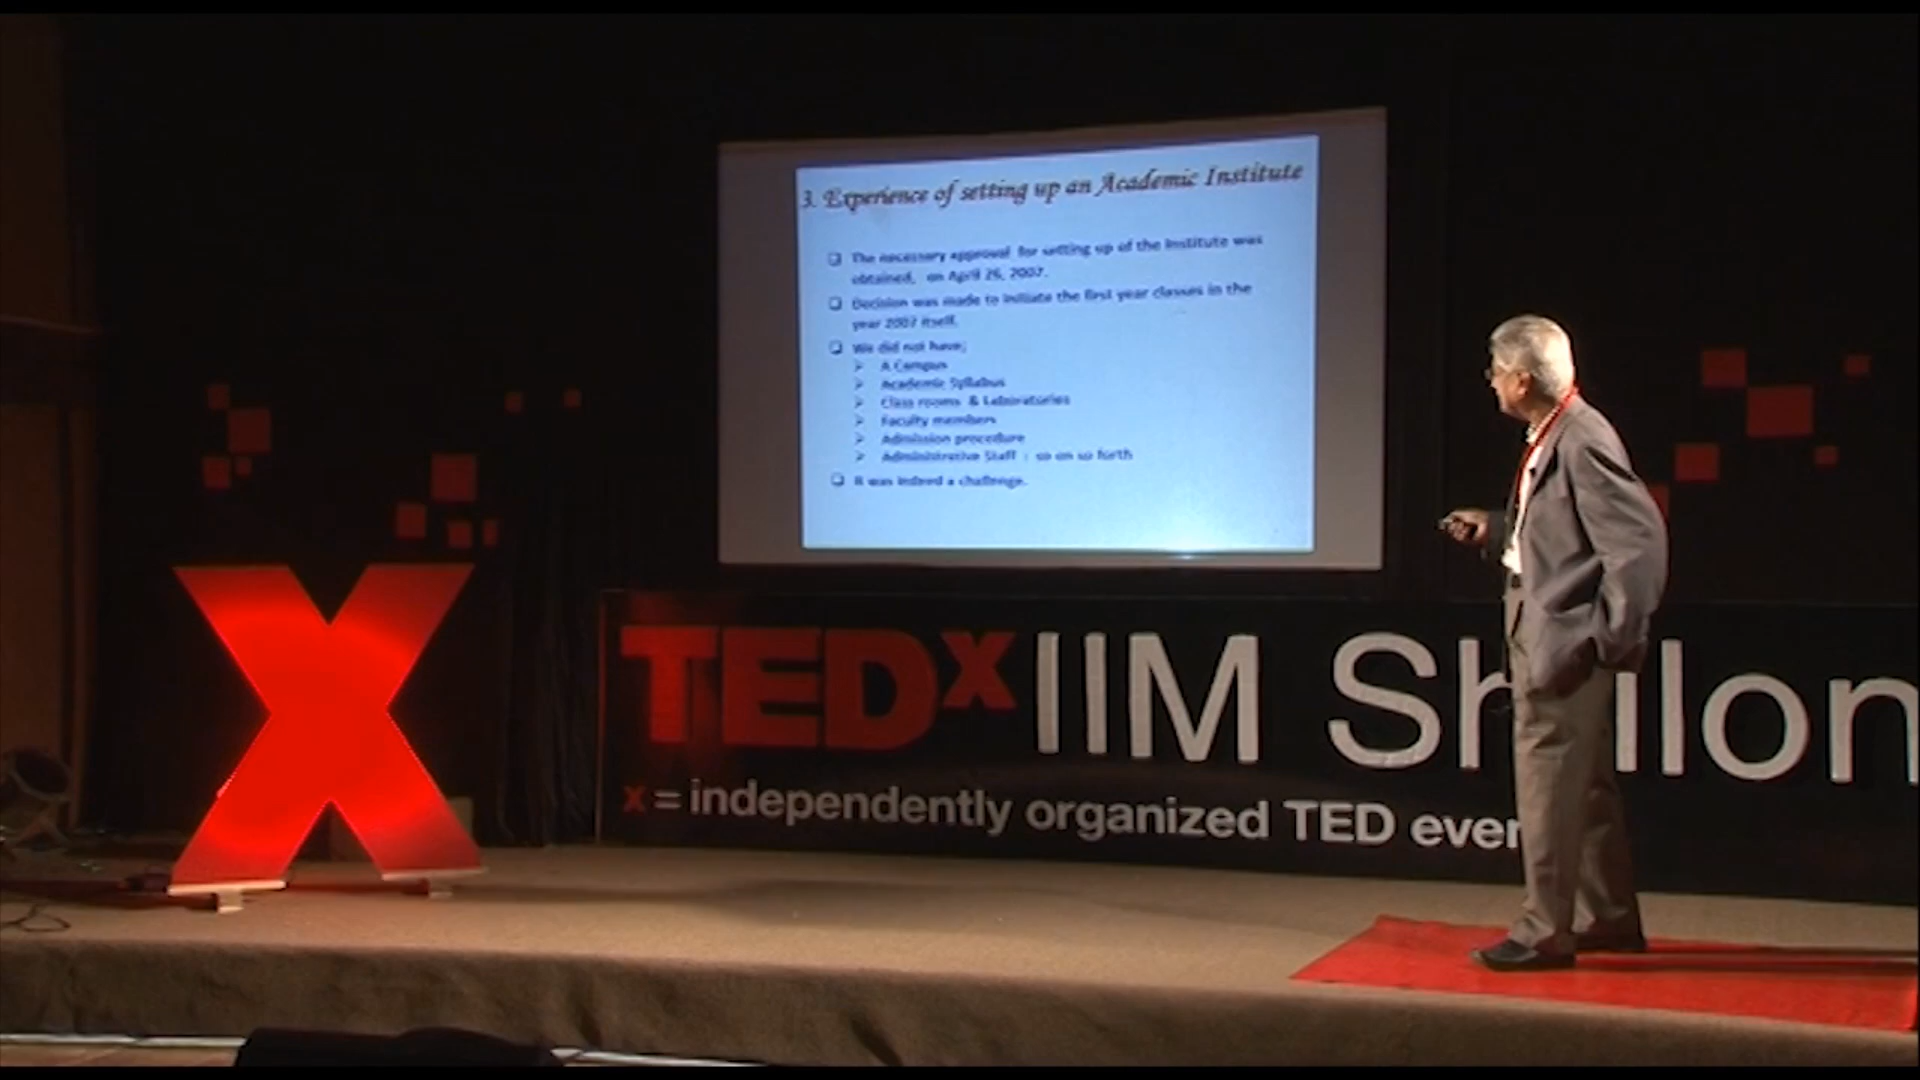 3. Experience of setting up an Academic Institute
❑ The necessary approval for setting up of the Institute was
obtained, on April 26, 2007.
❑ Decision was made to initiate the first year classes in the
year 2007 itself.
❑ We did not have;
➢ A Campus
➢ Academic Syllabus
➢ Class rooms & Laboratories
➢ Faculty members
➢ Admission procedure
➢ Administrative Staff : so on so forth
❑ It was indeed a challenge.
X
TEDx IIM Sh llon
x = independently organized TED even